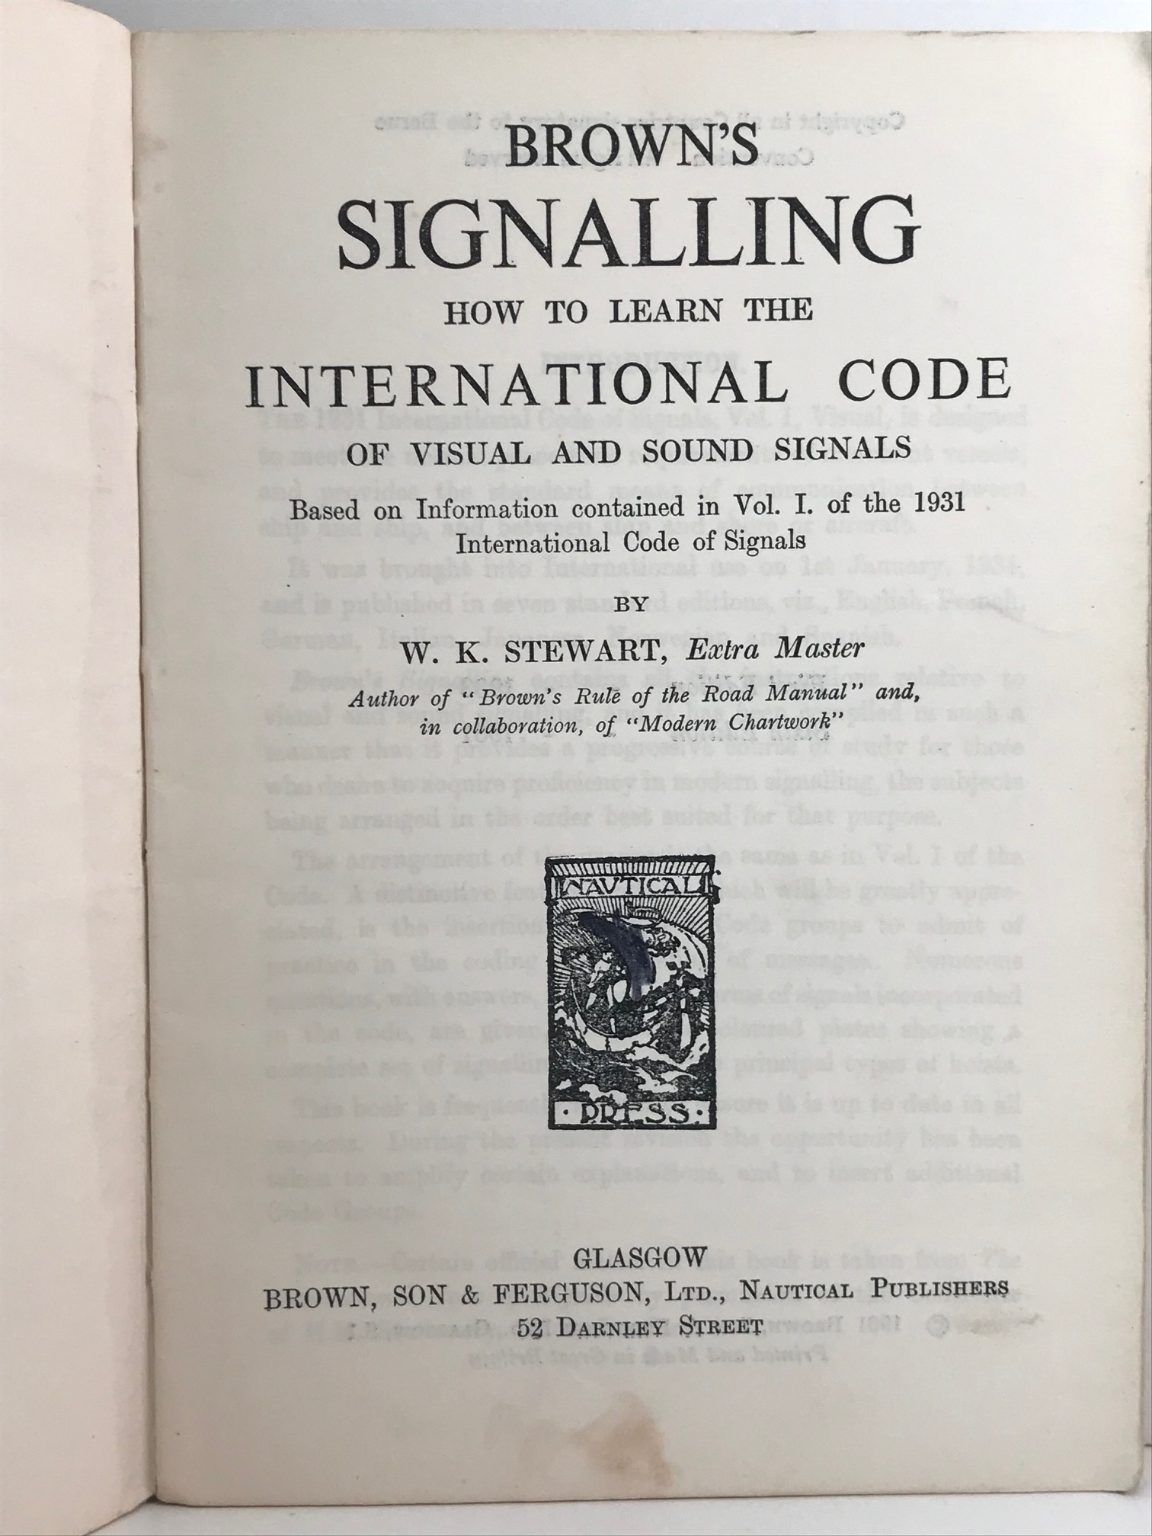 BROWN'S
SIGNALLING
HOW TO LEARN THE
INTERNATIONAL CODE
OF VISUAL AND SOUND SIGNALS
Based on Information contained in Vol. I. of the 1931
International Code of Signals
BY
W. K. STEWART, Extra Master
Author of "Brown's Rule of the Road Manual" and,
in collaboration, of "Modern Chartwork"
NAUTICAL
PRESS
GLASGOW
BROWN, SON & FERGUSON, LTD., NAUTICAL PUBLISHERS
52 DARNLEY STREET